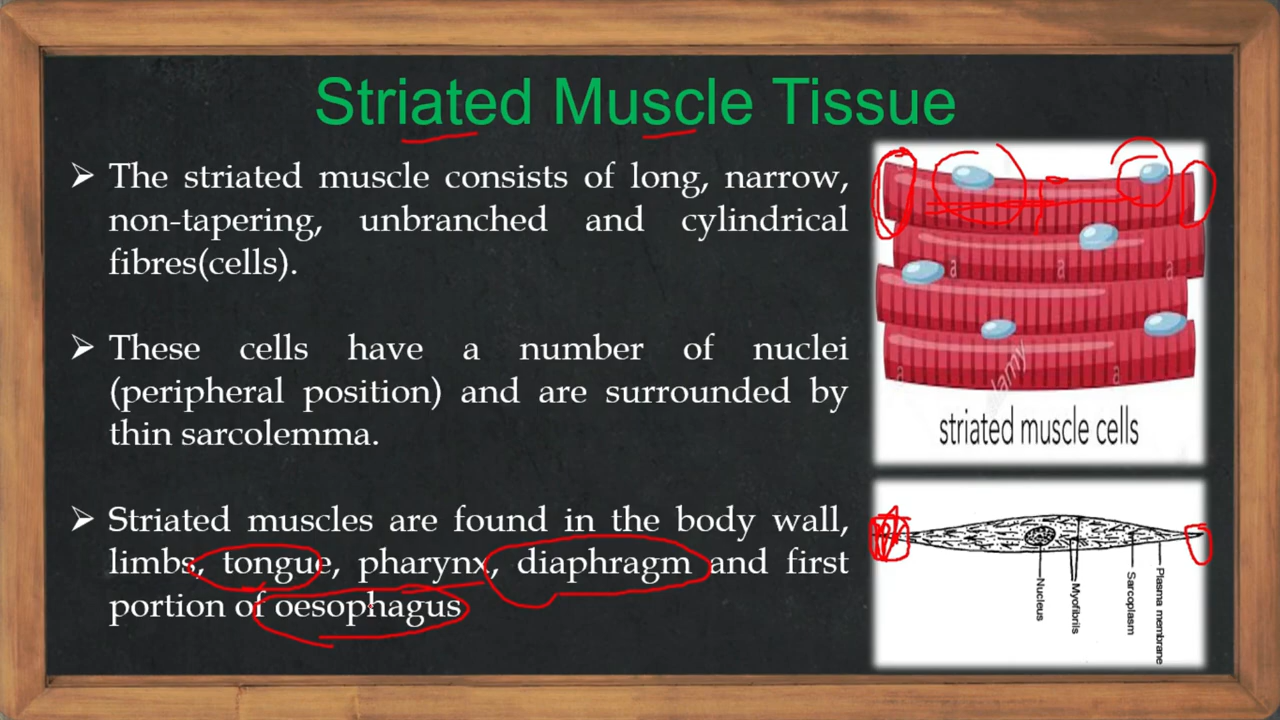 Striated Muscle Tissue
➢ The striated muscle consists of long, narrow,
non-tapering, unbranched and cylindrical
fibres(cells).
➢ These cells have a number of nuclei
(peripheral position) and are surrounded by
thin sarcolemma.
➢ Striated muscles are found in the body wall,
limbs, tongue, pharynx, diaphragm and first
portion of oesophagus
a
a
a
a
a
lamy
striated muscle cells
Nucleus
Myofibrils
Sarcoplasm
Plasma membrane